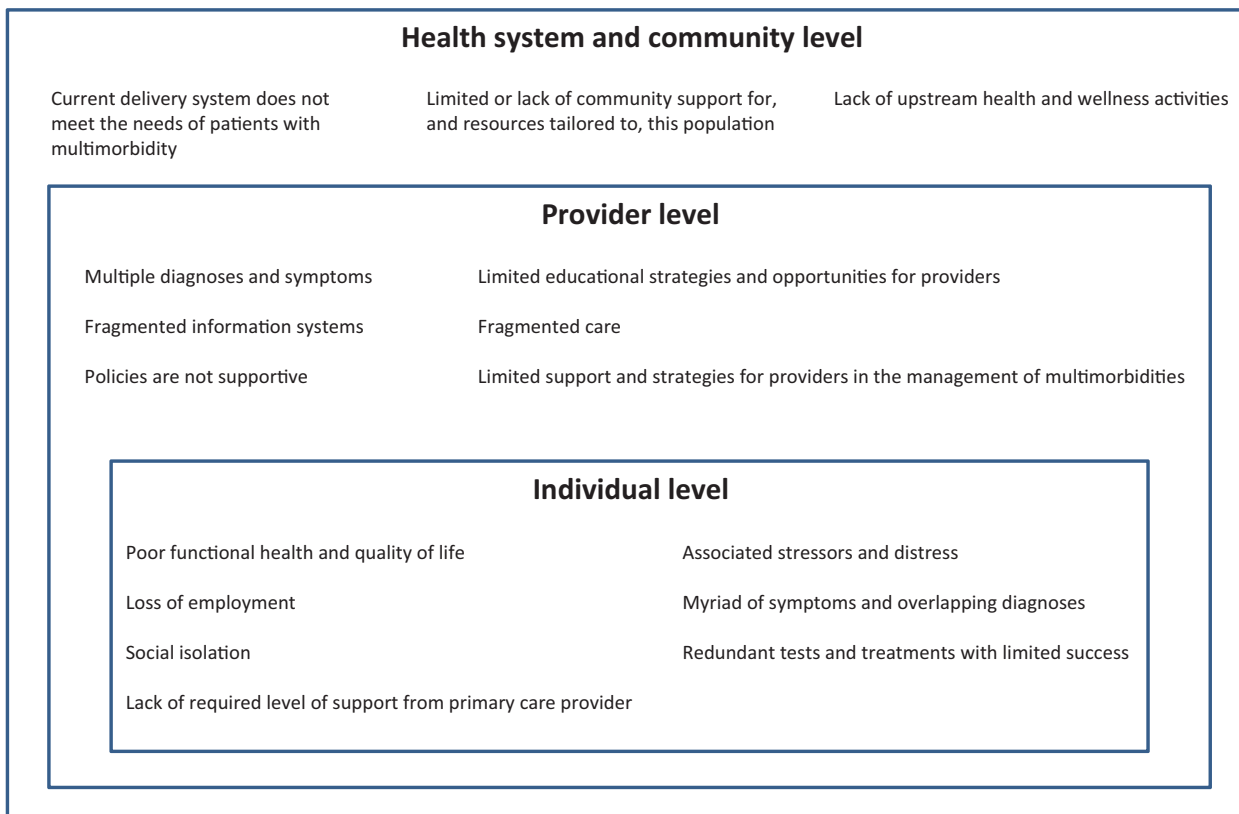 Health system and community level
Current delivery system does not
meet the needs of patients with
multimorbidity
Limited or lack of community support for,
and resources tailored to, this population
Lack of upstream health and wellness activities
Provider level
Multiple diagnoses and symptoms
Limited educational strategies and opportunities for providers
Fragmented information systems
Fragmented care
Policies are not supportive
Limited support and strategies for providers in the management of multimorbidities
Individual level
Poor functional health and quality of life
Associated stressors and distress
Loss of employment
Myriad of symptoms and overlapping diagnoses
Social isolation
Redundant tests and treatments with limited success
Lack of required level of support from primary care provider